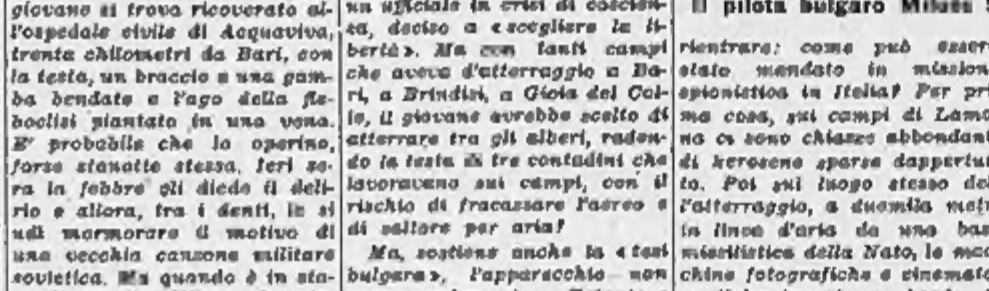 giovane si trova ricoverato al-
l'ospedale civile di Acquaviva,
trenta chilometri da Bari, con
la testa, un braccio e una gam-
ba bendate e l'ago della fle-
boclisi piantato in una vena.
E' probabile che lo operino,
forse stanotte stessa. Ieri se-
ra la febbre gli diede il deli-
rio e allora, tra i denti, lo si
udì mormorare il motivo di
una vecchia canzone militare
sovietica. Ma quando è in sta-
un ufficiale in crisi di coscien-
za, deciso a «scegliere la li-
bertà». Ma con tanti campi
che aveva d'atterraggio a Ba-
ri, a Brindisi, a Gioia del Col-
le, il giovane avrebbe scelto di
atterrare tra gli alberi, raden-
do la testa di tre contadini che
lavoravano sui campi, con il
rischio di fracassare l'aereo e
di saltare per aria?
Ma, sostiene anche la «tesi
bulgara», l'apparecchio non
Il pilota bulgaro Milusc
rientrare: come può esser
stato mandato in mission
spionistica in Italia? Per pri
ma cosa, sui campi di Lama
na ci sono chiazze abbondant
di kerosene sparse dappertut
to. Poi sul luogo stesso del
l'atterraggio, a duemila metr
in linea d'aria da una bas
missilistica della Nato, le mac
chine fotografiche e cinemato